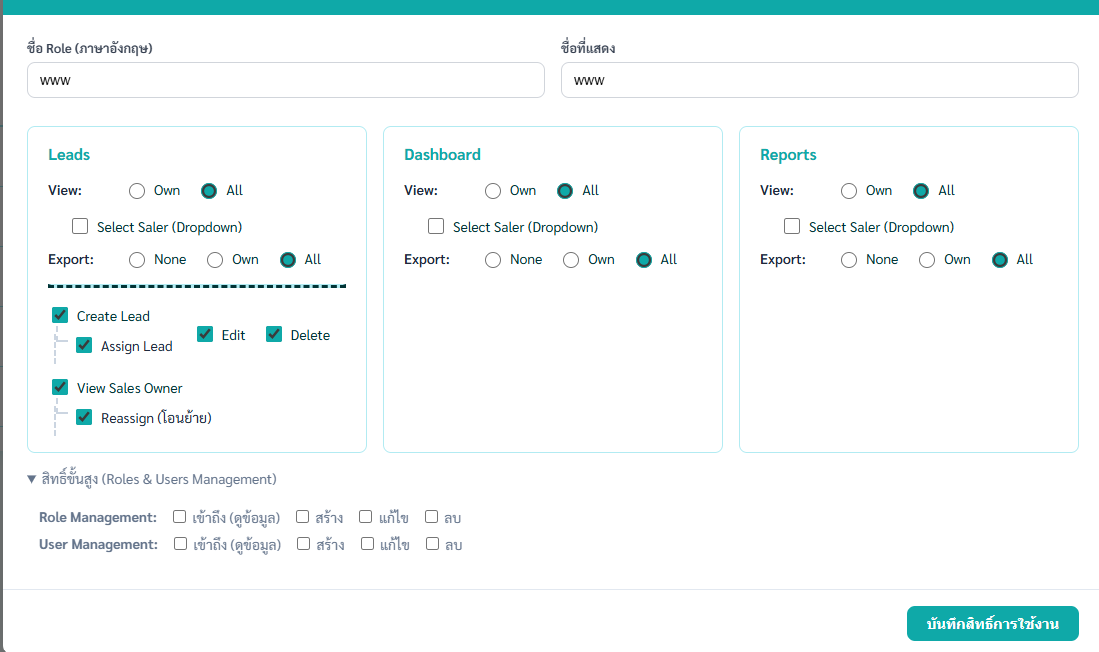 ชื่อ Role (ภาษาอังกฤษ) ชื่อที่แสดง
www www
Leads Dashboard Reports
View: Own All View: Own All View: Own All
Select Saler (Dropdown) Select Saler (Dropdown) Select Saler (Dropdown)
Export: None Own All Export: None Own All Export: None Own All
Create Lead
Edit Delete
Assign Lead
View Sales Owner
Reassign (โอนย้าย)
▼ สิทธิ์ขั้นสูง (Roles & Users Management)
Role Management: เข้าถึง (ดูข้อมูล) สร้าง แก้ไข ลบ
User Management: เข้าถึง (ดูข้อมูล) สร้าง แก้ไข ลบ
บันทึกสิทธิ์การใช้งาน